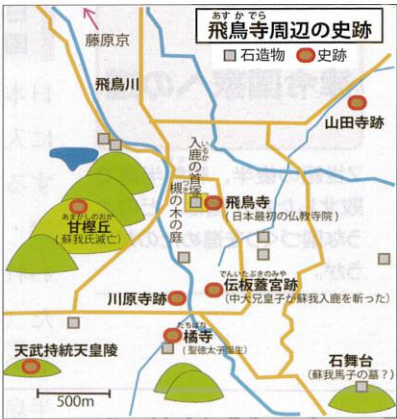 あすかでら
飛鳥寺周辺の史跡
石造物 史跡
藤原京
飛鳥川
山田寺跡
入鹿の首塚
いるか
槻の木の庭
つき
飛鳥寺
(日本最初の仏教寺院)
あまかしのおか
甘樫丘
(蘇我氏滅亡)
でんいたぶきのみや
伝板蓋宮跡
(中大兄皇子が蘇我入鹿を斬った)
川原寺跡
たちばな
橘寺
(聖徳太子誕生)
天武持統天皇陵
石舞台
(蘇我馬子の墓?)
500m